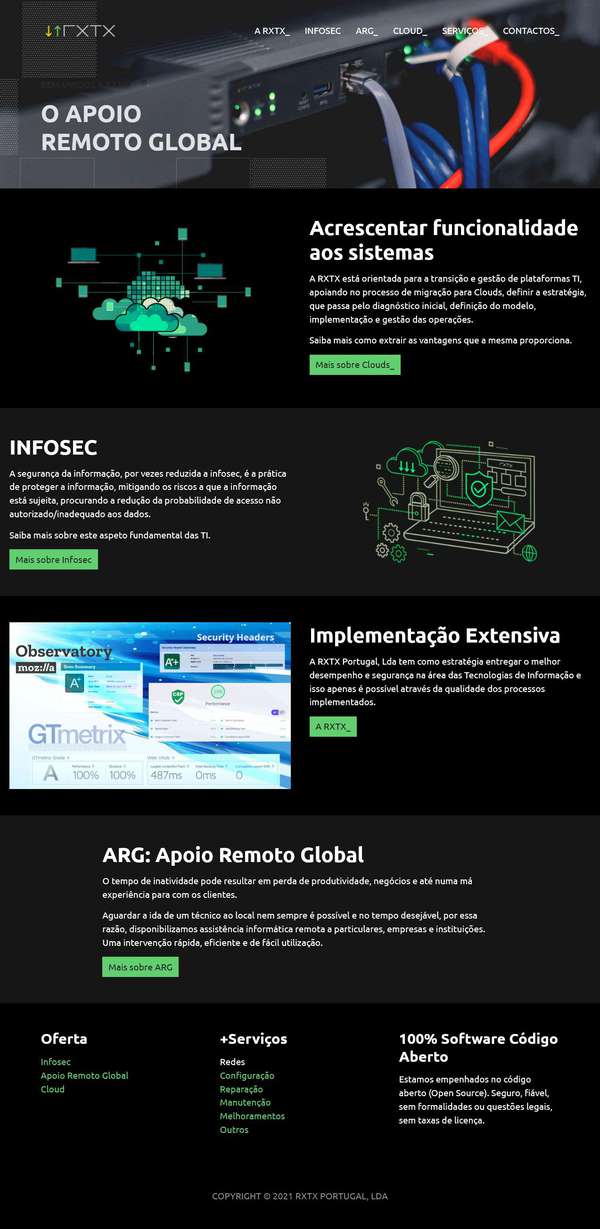 RXTX
A RXTX_
INFOSEC
ARG_
CLOUD_
SERVIÇOS_
CONTACTOS_
O APOIO
REMOTO GLOBAL
Acrescentar funcionalidade
aos sistemas
A RXTX está orientada para a transição e gestão de plataformas TI,
apoiando no processo de migração para Clouds, definir a estratégia,
que passa pelo diagnóstico inicial, definição do modelo,
implementação e gestão das operações.
Saiba mais como extrair as vantagens que a mesma proporciona.
Mais sobre Clouds_
INFOSEC
A segurança da informação, por vezes reduzida a infosec, é a prática
de proteger a informação, mitigando os riscos a que a informação
está sujeita, procurando a redução da probabilidade de acesso não
autorizado/inadequado aos dados.
Saiba mais sobre este aspeto fundamental das TI.
Mais sobre Infosec
Observatory
moz://a
Security Headers
A+
A+
Performance
GTmetrix
GTmetrix Grade
A
100%
100%
Web Vitals
487ms
0ms
0
Implementação Extensiva
A RXTX Portugal, Lda tem como estratégia entregar o melhor
desempenho e segurança na área das Tecnologias de Informação e
isso apenas é possível através da qualidade dos processos
implementados.
A RXTX_
ARG: Apoio Remoto Global
O tempo de inatividade pode resultar em perda de produtividade, negócios e até numa má
experiência para com os clientes.
Aguardar a ida de um técnico ao local nem sempre é possível e no tempo desejável, por essa
razão, disponibilizamos assistência informática remota a particulares, empresas e instituições.
Uma intervenção rápida, eficiente e de fácil utilização.
Mais sobre ARG
Oferta
Infosec
Apoio Remoto Global
Cloud
+Serviços
Redes
Configuração
Reparação
Manutenção
Melhoramentos
Outros
100% Software Código
Aberto
Estamos empenhados no código
aberto (Open Source). Seguro, fiável,
sem formalidades ou questões legais,
sem taxas de licença.
COPYRIGHT © 2021 RXTX PORTUGAL, LDA